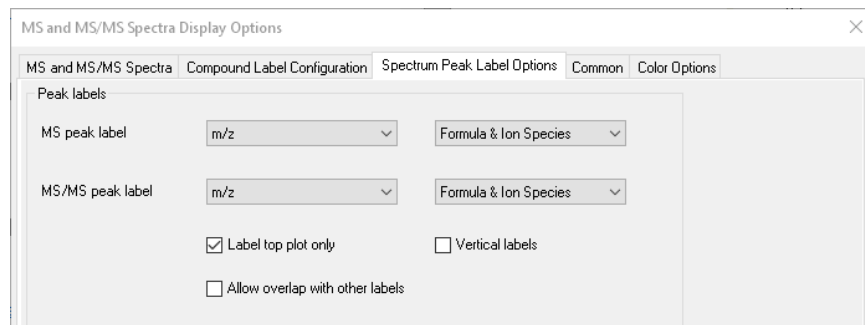 MS and MS/MS Spectra Display Options
MS and MS/MS Spectra Compound Label Configuration Spectrum Peak Label Options Common Color Options
Peak labels
MS peak label m/z Formula & Ion Species
MS/MS peak label m/z Formula & Ion Species
Label top plot only Vertical labels
Allow overlap with other labels